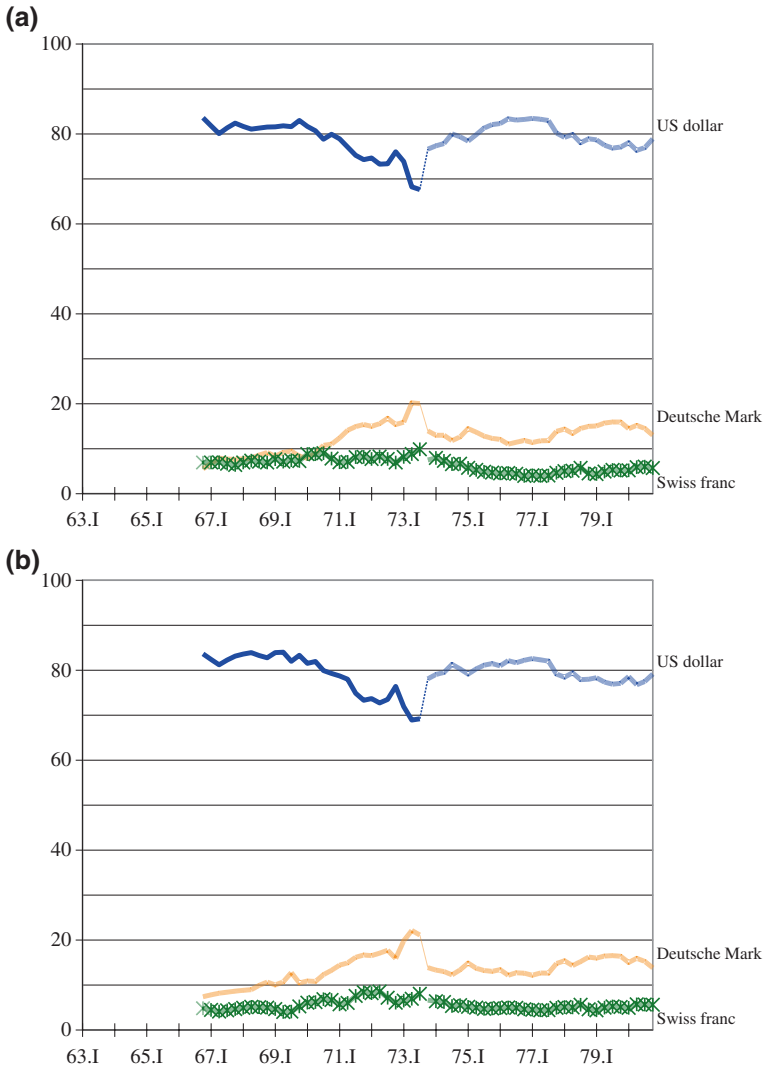 (a)
100
80
60
40
20
0
US dollar
Deutsche Mark
Swiss franc
63.I 65.I 67.I 69.I 71.I 73.I 75.I 77.I 79.I
(b)
100
80
60
40
20
0
US dollar
Deutsche Mark
Swiss franc
63.I 65.I 67.I 69.I 71.I 73.I 75.I 77.I 79.I